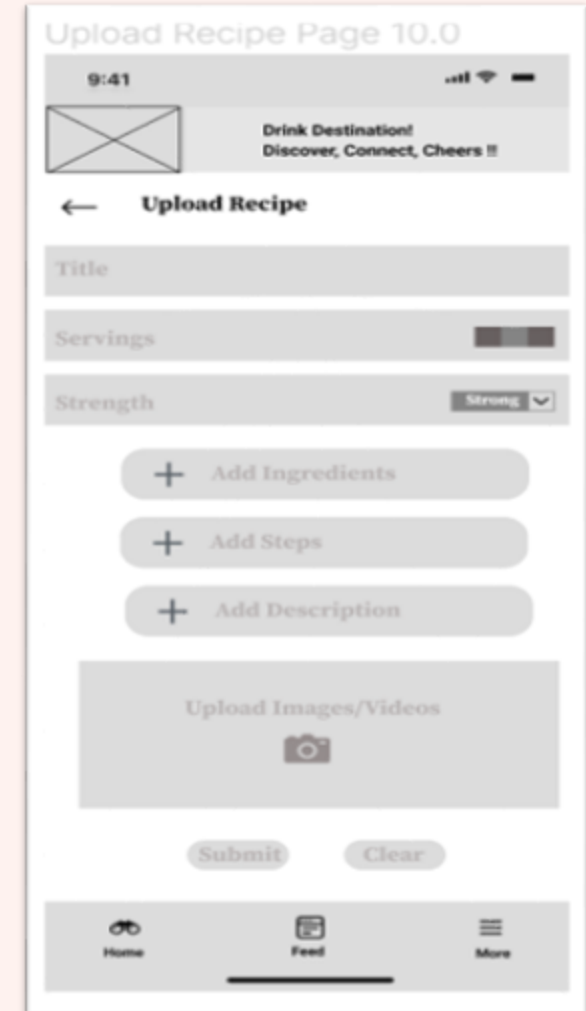 Upload Recipe Page 10.0
9:41
Drink Destination!
Discover, Connect, Cheers !!
Upload Recipe
Title
Servings
Strength Strong
Add Ingredients
Add Steps
Add Description
Upload Images/Videos
Submit Clear
Home Feed More